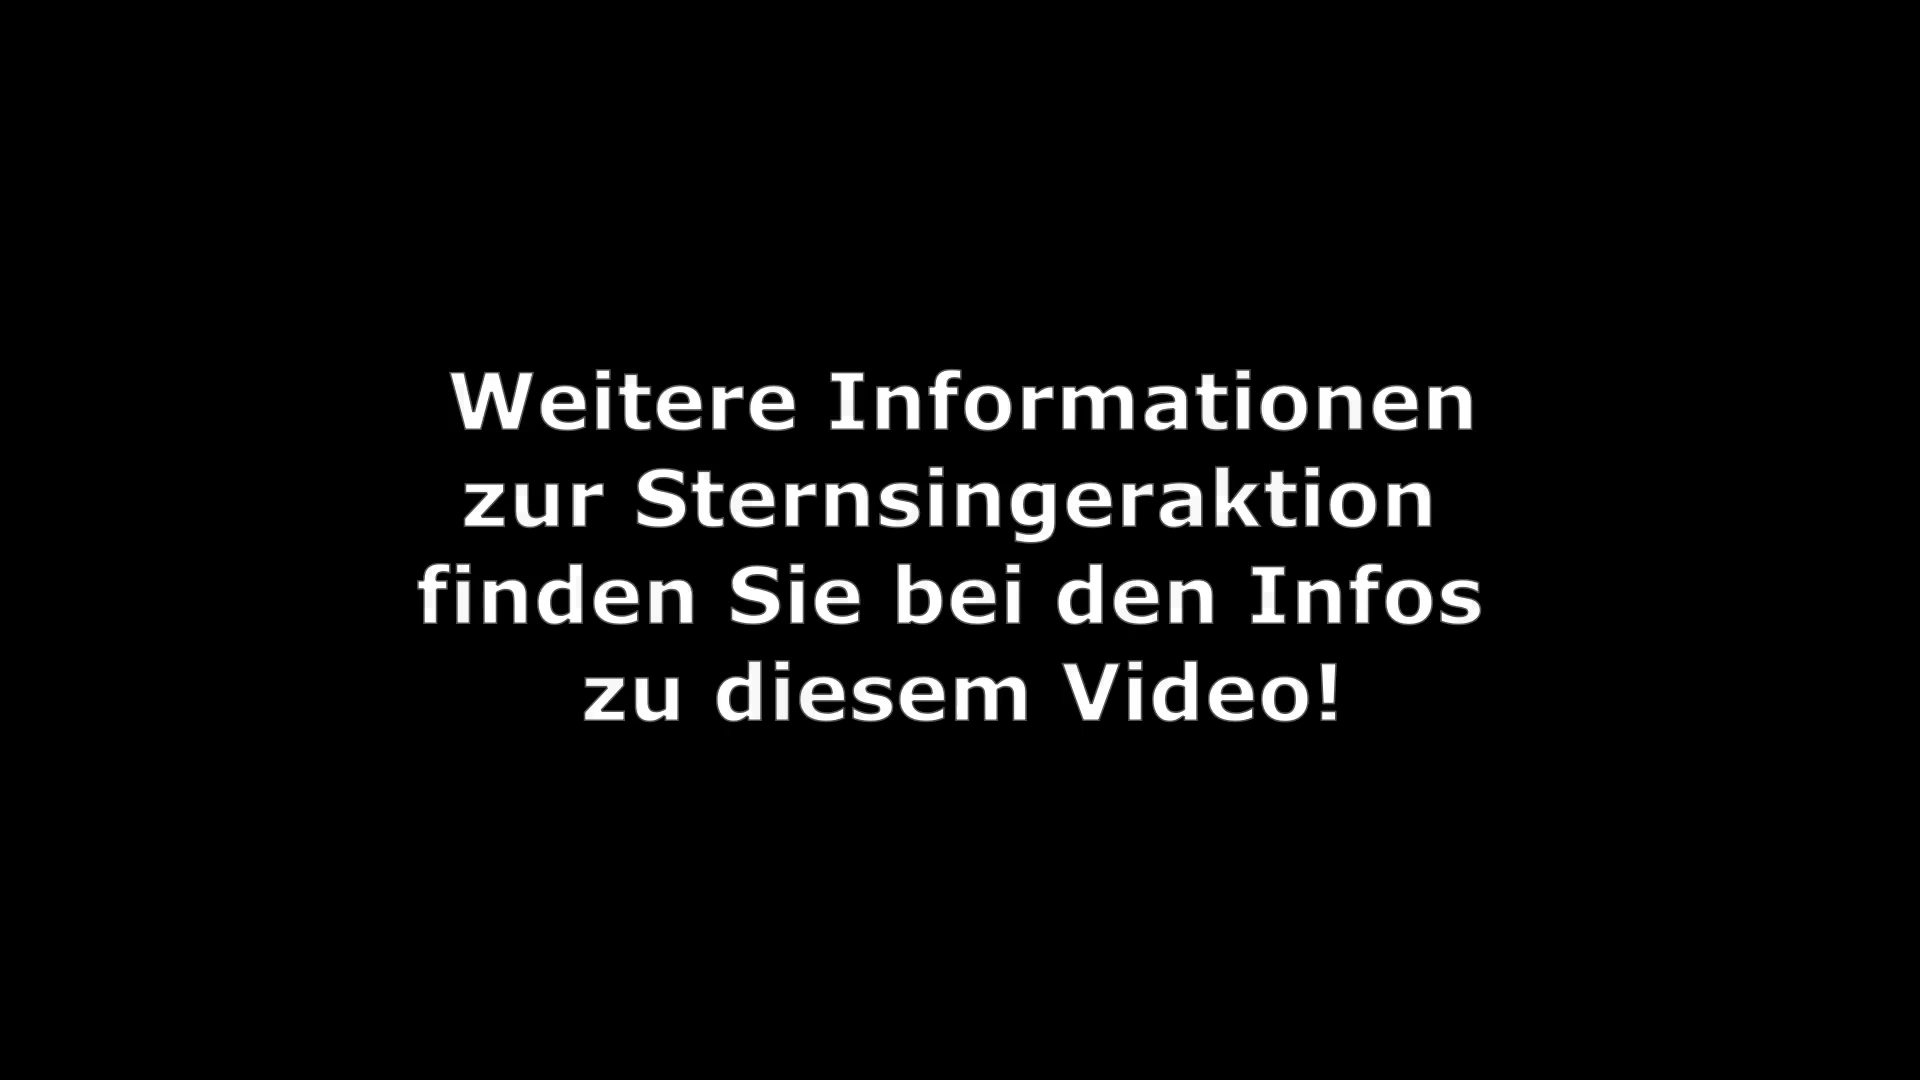 Weitere Informationen
zur Sternsingeraktion
finden Sie bei den Infos
zu diesem Video!